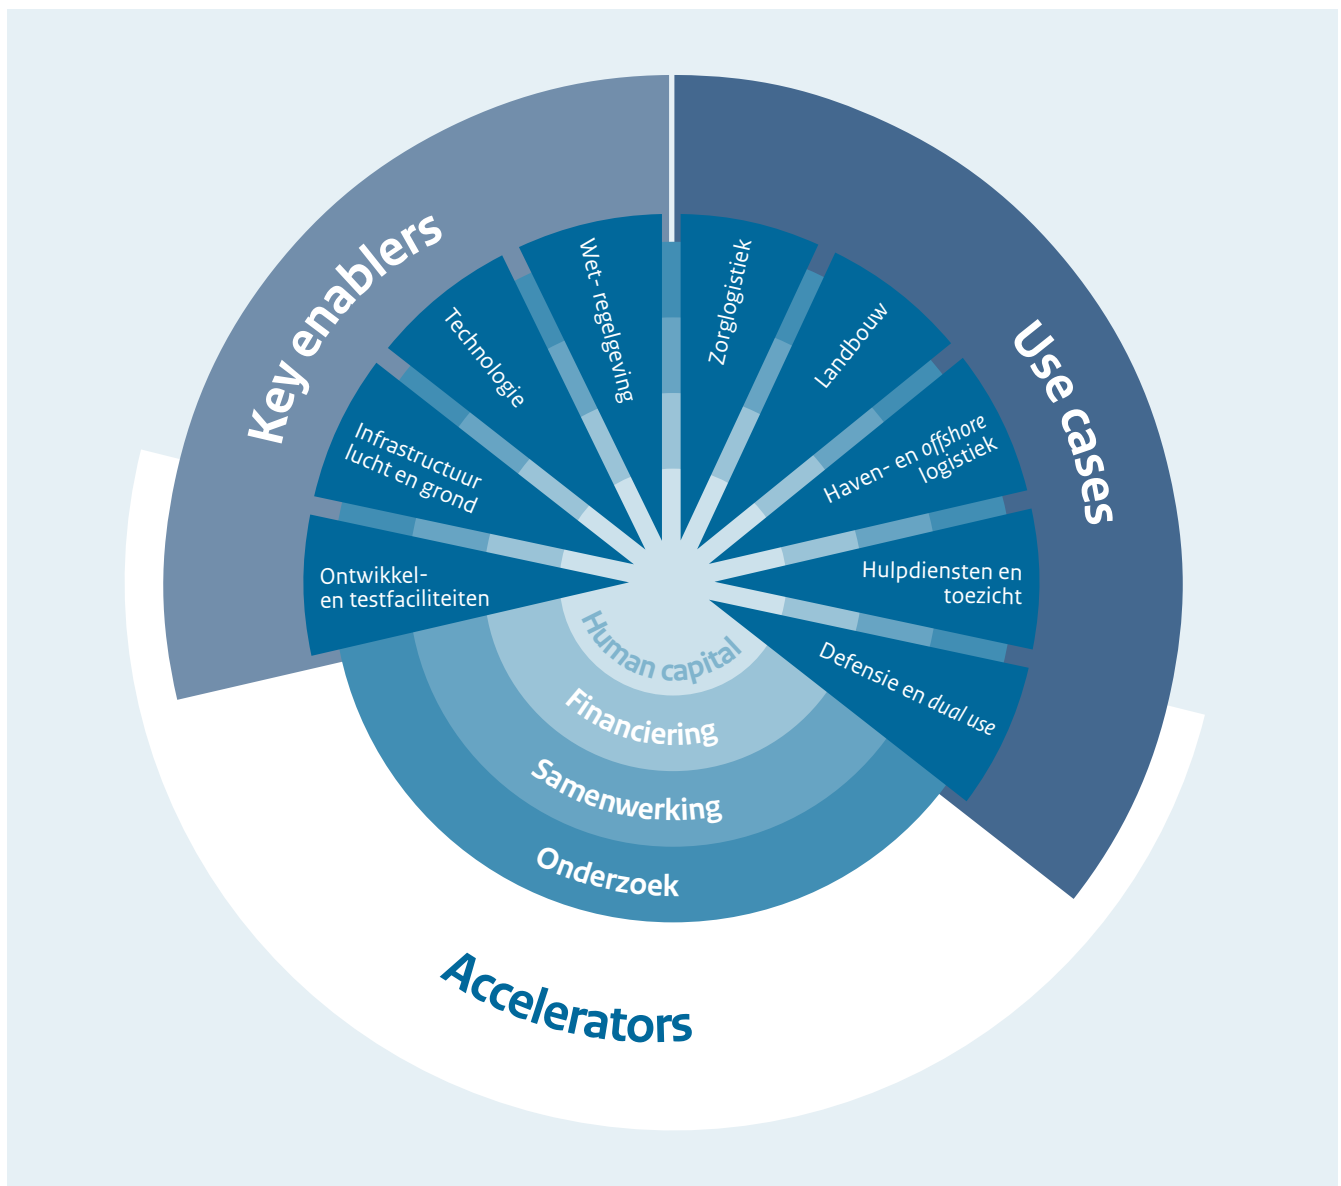 Key enablers
Ontwikkel-
en testfaciliteiten
Infrastructuur
lucht en grond
Technologie
Wet- regelgeving
Use cases
Zorglogistiek
Landbouw
Haven- en offshore
logistiek
Hulpdiensten en
toezicht
Defensie en dual use
Human capital
Financiering
Samenwerking
Onderzoek
Accelerators